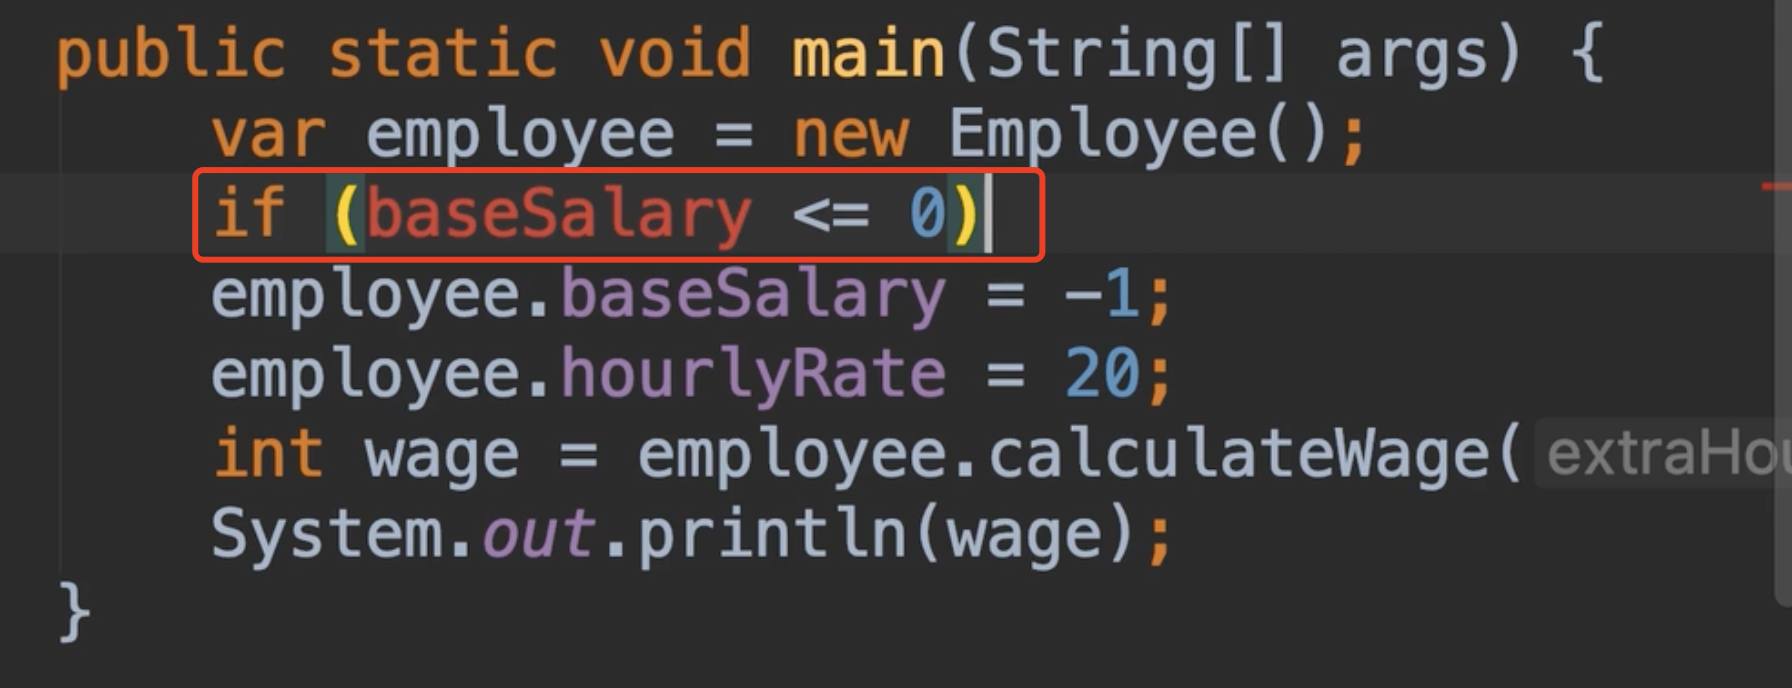 public static void main(String[] args) {
var employee = new Employee();
if (baseSalary <= 0)
employee.baseSalary = -1;
employee.hourlyRate = 20;
int wage = employee.calculateWage(
System.out.println(wage);
}